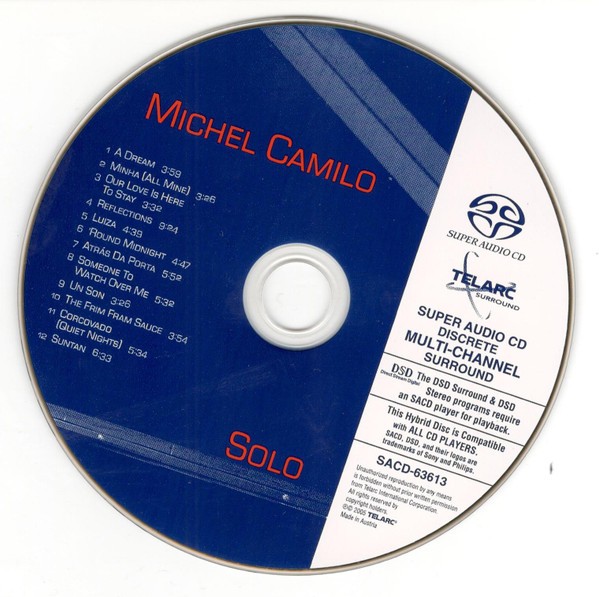 MICHEL CAMILO
1 A DREAM 3:59
2 MINHA (ALL MINE) 3:26
3 OUR LOVE IS HERE
TO STAY 3:32
4 REFLECTIONS 9:24
5 LUIZA 4:39
6 'ROUND MIDNIGHT 4:47
7 ATRÁS DA PORTA 5:52
8 SOMEONE TO
WATCH OVER ME 5:32
9 UN SON 3:26
10 THE FRIM FRAM SAUCE 3:54
11 CORCOVADO
(QUIET NIGHTS) 5:34
12 SUNTAN 6:33
SOLO
SUPER AUDIO CD
TELARC®
SURROUND
SUPER AUDIO CD
DISCRETE
MULTI-CHANNEL
SURROUND
DSD The DSD Surround & DSD
Direct Stream Digital
Stereo programs require
an SACD player for playback.
This Hybrid Disc is Compatible
with ALL CD PLAYERS.
SACD, DSD, and their logos are
trademarks of Sony and Philips.
SACD-63613
Unauthorized reproduction by any means
is forbidden without prior written permission
from Telarc International Corporation.
All rights reserved by
copyright holders.
℗© 2005 TELARC®
Made in Austria